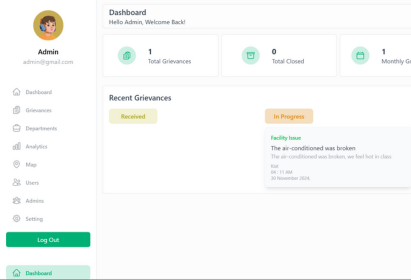 Admin
admin@gmail.com
Dashboard
Grievances
Departments
Analytics
Map
Users
Admins
Setting
Log Out
Dashboard
Dashboard
Hello Admin, Welcome Back!
1
Total Grievances
0
Total Closed
1
Monthly Gr
Recent Grievances
Received
In Progress
Facility Issue
The air-conditioned was broken
The air-conditioned was broken, we feel hot in class
04 : 11 AM
30 November 2024